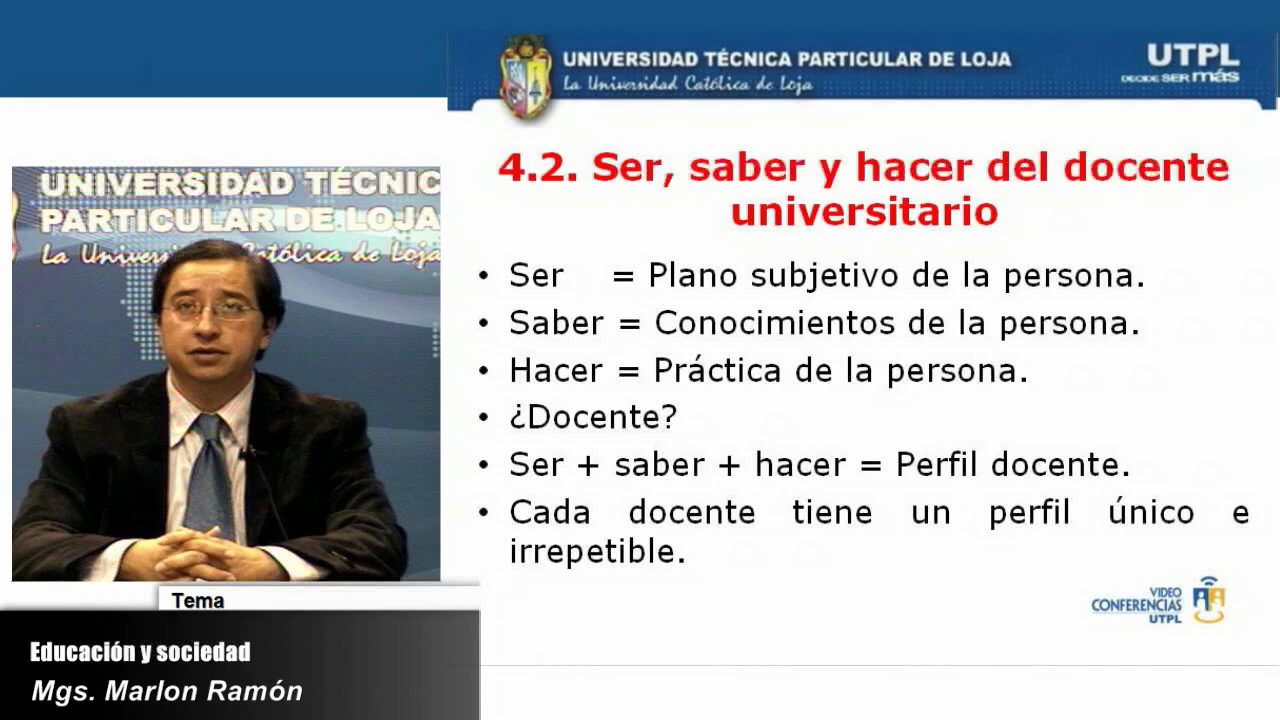 UNIVERSIDAD TÉCNICA PARTICULAR DE LOJA
La Universidad Católica de Loja
UTPL
DECIDE SER MÁS
UNIVERSIDAD TÉCNIC
PARTICULAR DE LOJA
La Unive tólica de Loja
4.2. Ser, saber y hacer del docente
universitario
• Ser = Plano subjetivo de la persona.
• Saber = Conocimientos de la persona.
• Hacer = Práctica de la persona.
• ¿Docente?
• Ser + saber + hacer = Perfil docente.
• Cada docente tiene un perfil único e
irrepetible.
VIDEO
CONFERENCIAS
UTPL
Tema
Educación y sociedad
Mgs. Marlon Ramón